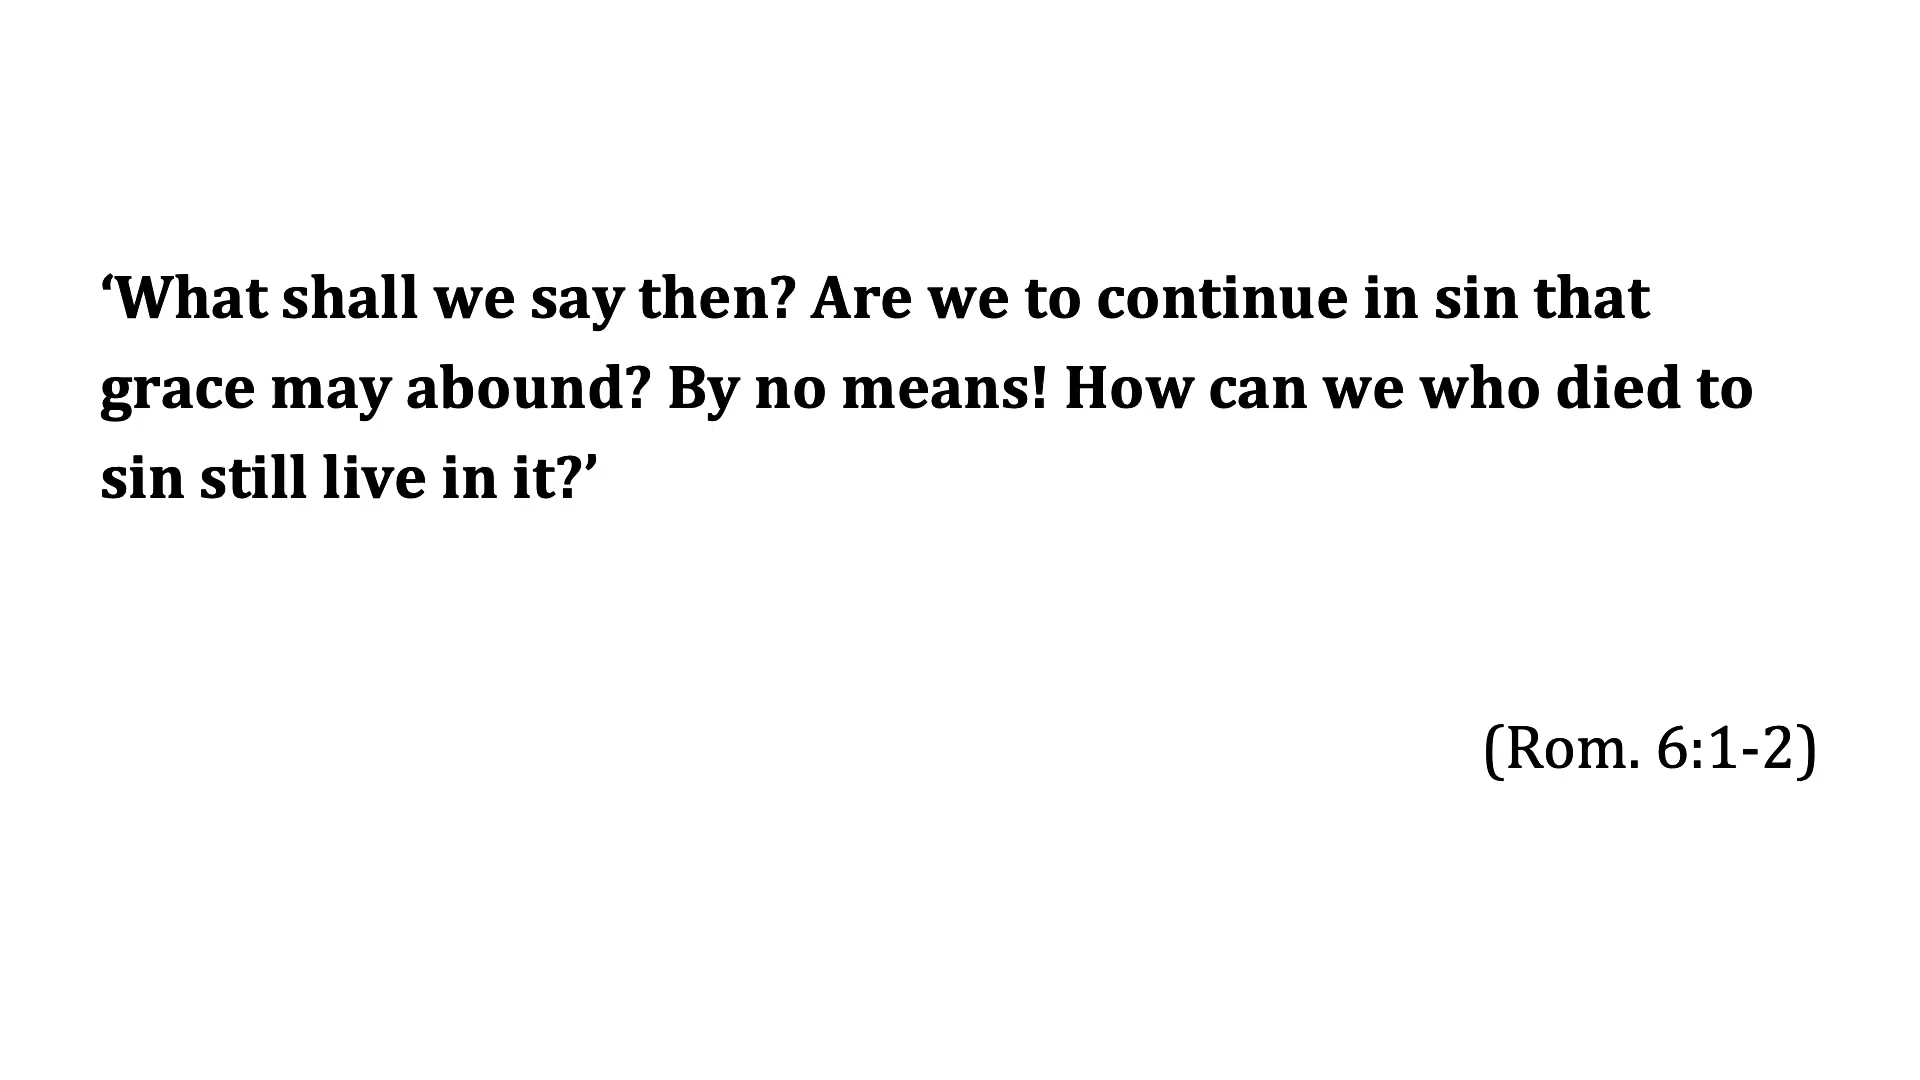 ‘What shall we say then? Are we to continue in sin that
grace may abound? By no means! How can we who died to
sin still live in it?’
(Rom. 6:1-2)